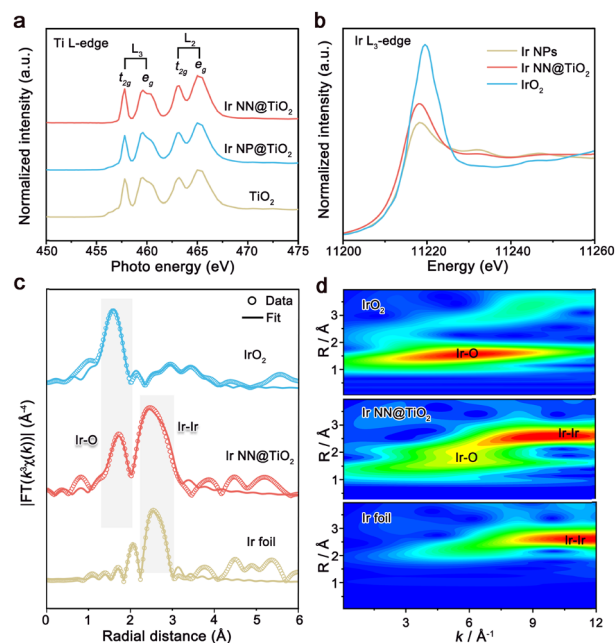 a
Ti L-edge
L₃
L₂
t₂g
e_g
t₂g
e_g
Ir NN@TiO₂
Ir NP@TiO₂
TiO₂
Normalized intensity (a.u.)
450 455 460 465 470 475
Photo energy (eV)
b
Ir L₃-edge
Ir NPs
Ir NN@TiO₂
IrO₂
Normalized intensity (a.u.)
11200 11220 11240 11260
Energy (eV)
c
Data
Fit
IrO₂
Ir–O
Ir–Ir
Ir NN@TiO₂
Ir foil
|FT(k³χ(k))| (Å⁻⁴)
0 1 2 3 4 5 6
Radial distance (Å)
d
IrO₂
Ir-O
R / Å
3
2
1
Ir NN@TiO₂
Ir-Ir
Ir-O
R / Å
3
2
1
Ir foil
Ir-Ir
R / Å
3
2
1
3 6 9 12
k / Å⁻¹